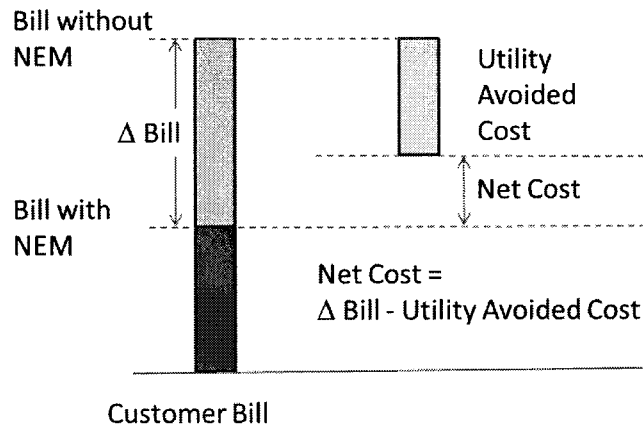 Bill without
NEM
Δ Bill
Bill with
NEM
Utility
Avoided
Cost
Net Cost
Net Cost =
Δ Bill - Utility Avoided Cost
Customer Bill